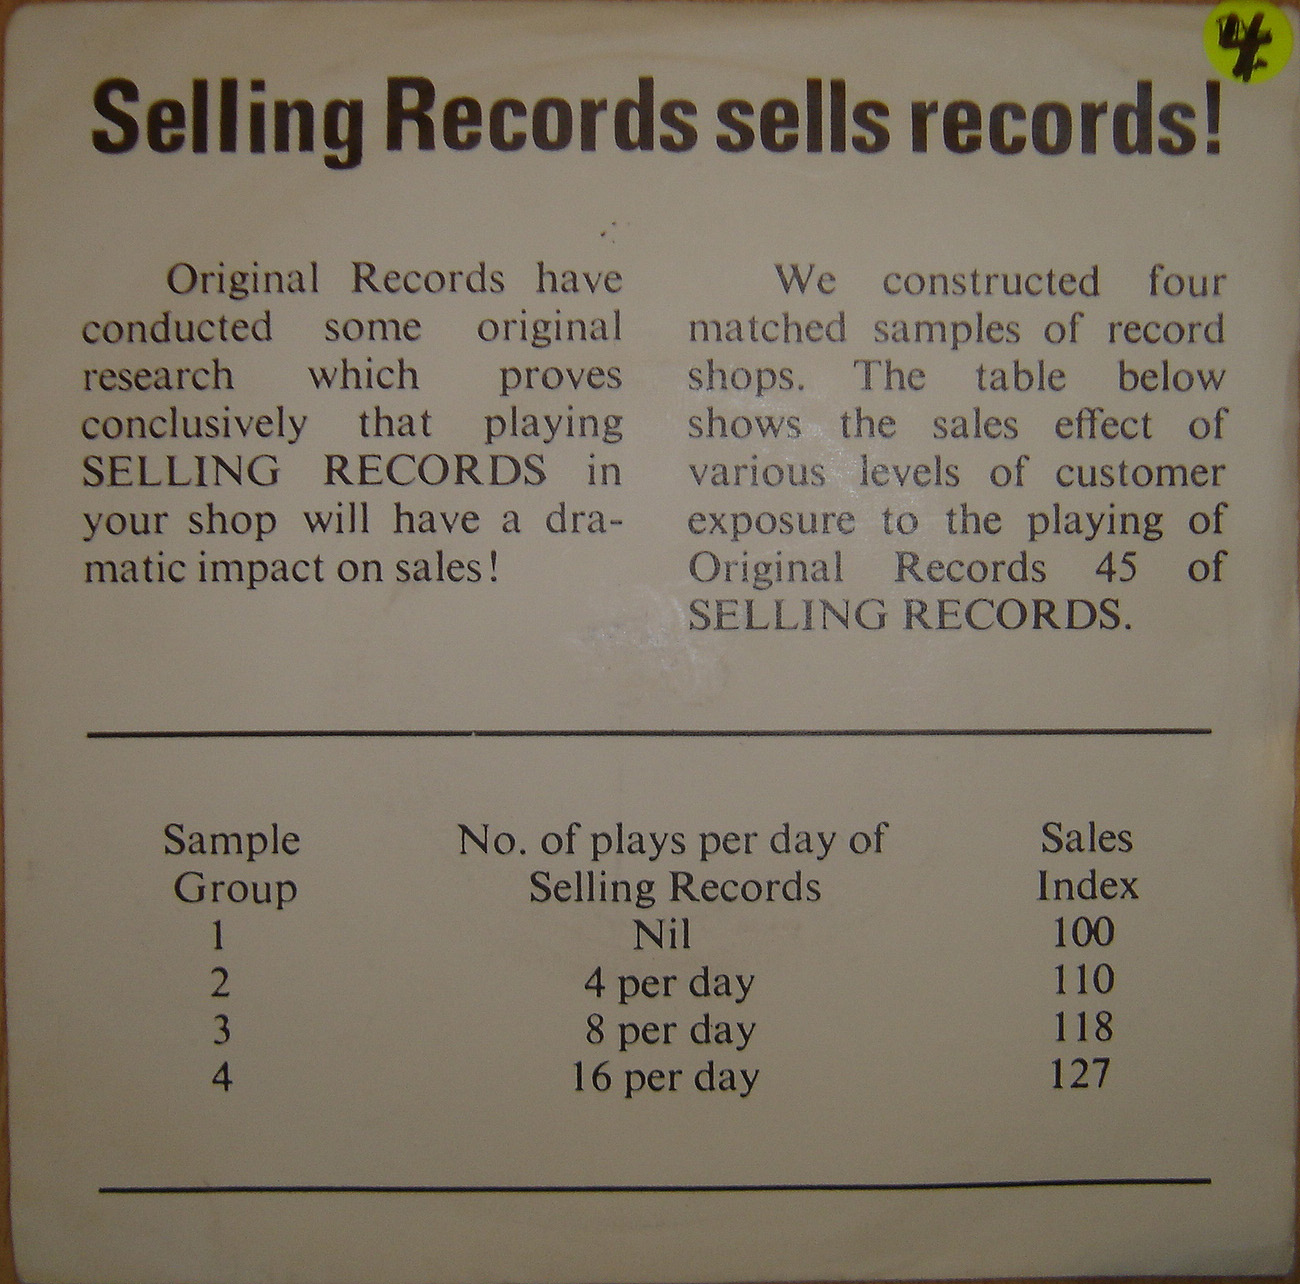 4
Selling Records sells records!
Original Records have
conducted some original
research which proves
conclusively that playing
SELLING RECORDS in
your shop will have a dra-
matic impact on sales!
We constructed four
matched samples of record
shops. The table below
shows the sales effect of
various levels of customer
exposure to the playing of
Original Records 45 of
SELLING RECORDS.
Sample No. of plays per day of Sales
Group Selling Records Index
1 Nil 100
2 4 per day 110
3 8 per day 118
4 16 per day 127